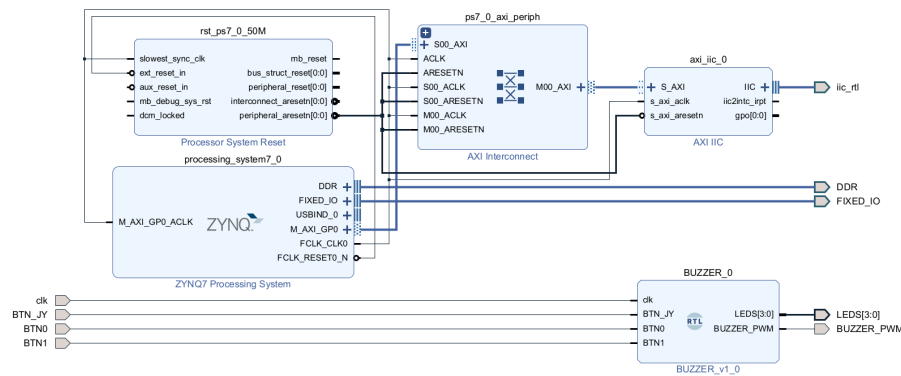 rst_ps7_0_50M
slowest_sync_clk
mb_reset
ext_reset_in
bus_struct_reset[0:0]
aux_reset_in
peripheral_reset[0:0]
mb_debug_sys_rst
interconnect_aresetn[0:0]
dcm_locked
peripheral_aresetn[0:0]
Processor System Reset
ps7_0_axi_periph
S00_AXI
ACLK
ARESETN
S00_ACLK
M00_AXI
S00_ARESETN
M00_ACLK
M00_ARESETN
AXI Interconnect
axi_iic_0
S_AXI
IIC
s_axi_aclk
iic2intc_irpt
s_axi_aresetn
gpo[0:0]
AXI IIC
iic_rtl
processing_system7_0
DDR
FIXED_IO
USBIND_0
M_AXI_GP0_ACLK
ZYNQ
M_AXI_GP0
FCLK_CLK0
FCLK_RESET0_N
ZYNQ7 Processing System
DDR
FIXED_IO
BUZZER_0
clk
BTN_JY
BTN0
BTN1
clk
BTN_JY
LEDS[3:0]
BTN0
RTL
BUZZER_PWM
BTN1
BUZZER_v1_0
LEDS[3:0]
BUZZER_PWM